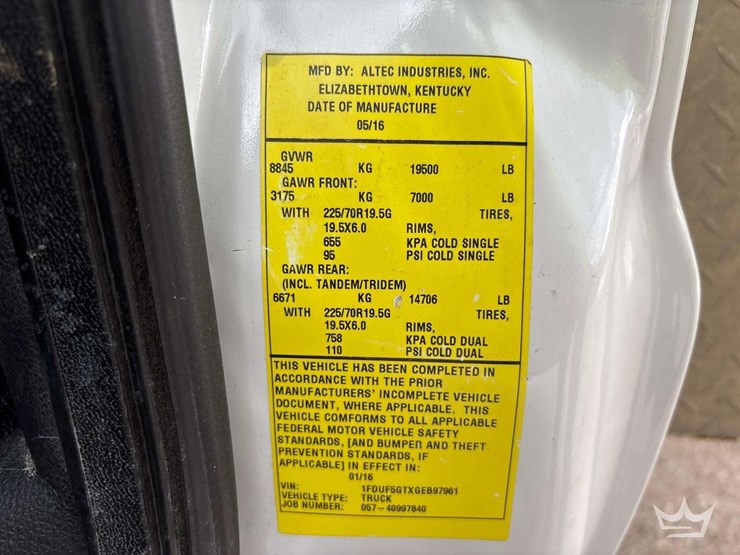 MFD BY: ALTEC INDUSTRIES, INC.
ELIZABETHTOWN, KENTUCKY
DATE OF MANUFACTURE
05/16
GVWR
8845 KG 19500 LB
GAWR FRONT:
3175 KG 7000 LB
WITH 225/70R19.5G TIRES,
19.5X6.0 RIMS,
655 KPA COLD SINGLE
95 PSI COLD SINGLE
GAWR REAR:
(INCL. TANDEM/TRIDEM)
6671 KG 14706 LB
WITH 225/70R19.5G TIRES,
19.5X6.0 RIMS,
758 KPA COLD DUAL
110 PSI COLD DUAL
THIS VEHICLE HAS BEEN COMPLETED IN
ACCORDANCE WITH THE PRIOR
MANUFACTURERS' INCOMPLETE VEHICLE
DOCUMENT, WHERE APPLICABLE. THIS
VEHICLE COMFORMS TO ALL APPLICABLE
FEDERAL MOTOR VEHICLE SAFETY
STANDARDS, [AND BUMPER AND THEFT
PREVENTION STANDARDS, IF
APPLICABLE] IN EFFECT IN:
01/16
VIN: 1FDUF5GTXGEB97961
VEHICLE TYPE: TRUCK
JOB NUMBER: 057-40997840